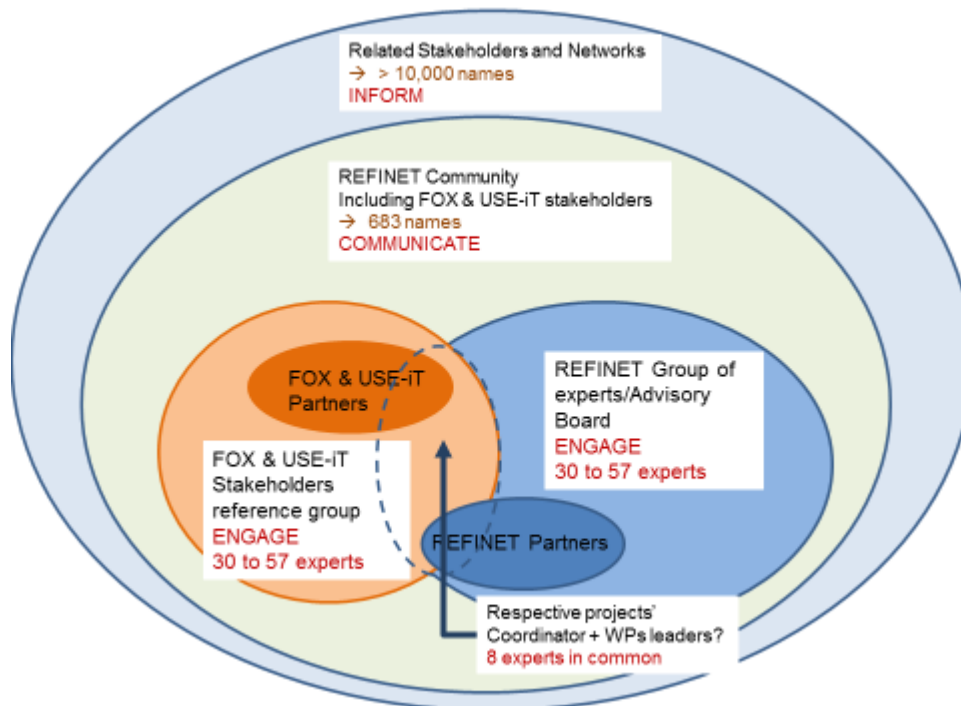 Related Stakeholders and Networks
→ > 10,000 names
INFORM
REFINET Community
Including FOX & USE-iT stakeholders
→ 683 names
COMMUNICATE
FOX & USE-iT
Partners
REFINET Group of
experts/Advisory
Board
ENGAGE
30 to 57 experts
FOX & USE-iT
Stakeholders
reference group
ENGAGE
30 to 57 experts
REFINET Partners
Respective projects'
Coordinator + WPs leaders?
8 experts in common